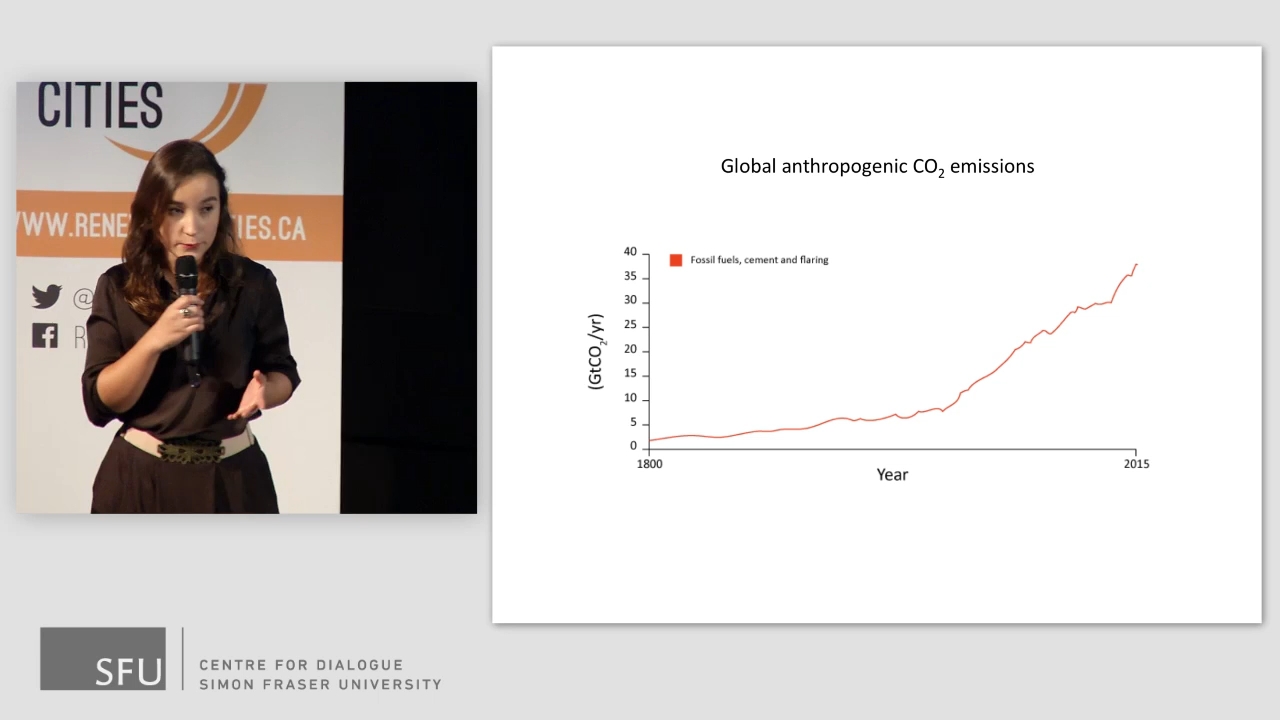 CITIES
WWW.RENE IES.CA
@
R
Global anthropogenic CO₂ emissions
40
35
30
25
20
15
10
5
0
(GtCO₂/yr)
Fossil fuels, cement and flaring
1800
2015
Year
SFU
CENTRE FOR DIALOGUE
SIMON FRASER UNIVERSITY